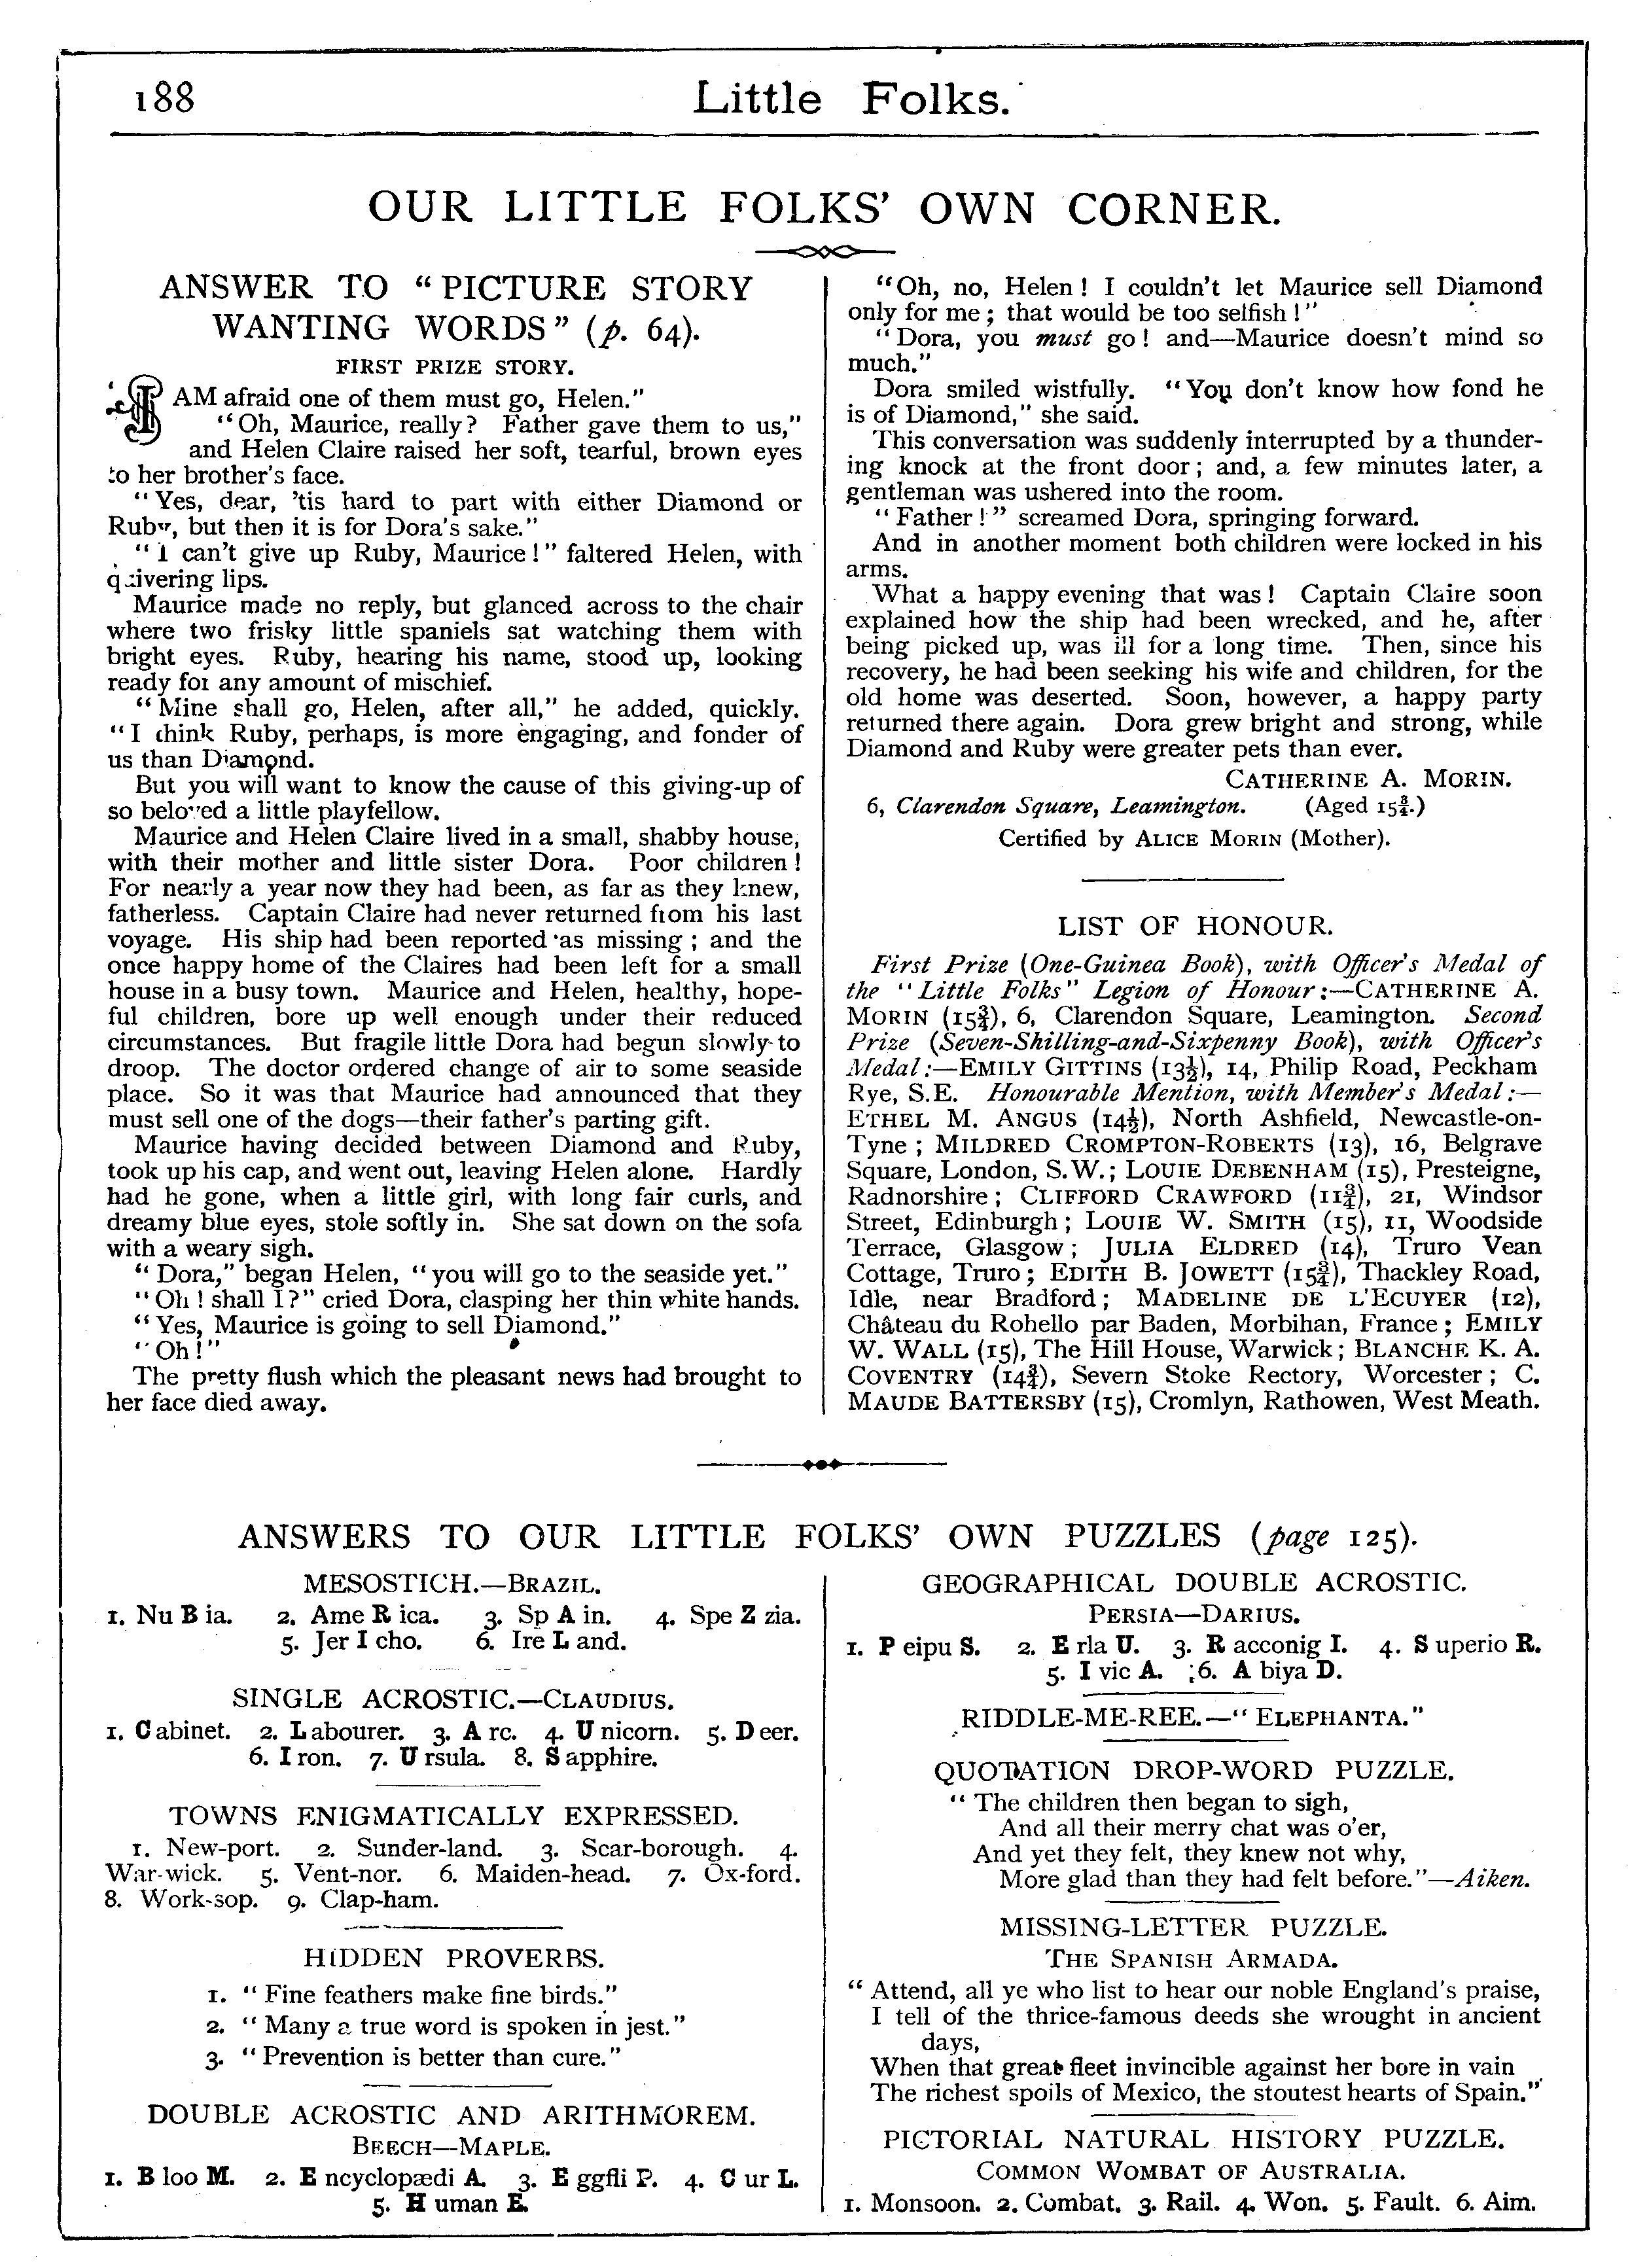 188
Little Folks.
OUR LITTLE FOLKS' OWN CORNER.
ANSWER TO "PICTURE STORY
WANTING WORDS" (p. 64).
FIRST PRIZE STORY.
'I AM afraid one of them must go, Helen."
"Oh, Maurice, really? Father gave them to us,"
and Helen Claire raised her soft, tearful, brown eyes
to her brother's face.
"Yes, dear, 'tis hard to part with either Diamond or
Ruby, but then it is for Dora's sake."
"I can't give up Ruby, Maurice!" faltered Helen, with
quivering lips.
Maurice made no reply, but glanced across to the chair
where two frisky little spaniels sat watching them with
bright eyes. Ruby, hearing his name, stood up, looking
ready for any amount of mischief.
"Mine shall go, Helen, after all," he added, quickly.
"I think Ruby, perhaps, is more engaging, and fonder of
us than Diamond.
But you will want to know the cause of this giving-up of
so beloved a little playfellow.
Maurice and Helen Claire lived in a small, shabby house,
with their mother and little sister Dora. Poor children!
For nearly a year now they had been, as far as they knew,
fatherless. Captain Claire had never returned from his last
voyage. His ship had been reported as missing; and the
once happy home of the Claires had been left for a small
house in a busy town. Maurice and Helen, healthy, hope-
ful children, bore up well enough under their reduced
circumstances. But fragile little Dora had begun slowly to
droop. The doctor ordered change of air to some seaside
place. So it was that Maurice had announced that they
must sell one of the dogs—their father's parting gift.
Maurice having decided between Diamond and Ruby,
took up his cap, and went out, leaving Helen alone. Hardly
had he gone, when a little girl, with long fair curls, and
dreamy blue eyes, stole softly in. She sat down on the sofa
with a weary sigh.
"Dora," began Helen, "you will go to the seaside yet."
"Oh! shall I?" cried Dora, clasping her thin white hands.
"Yes, Maurice is going to sell Diamond."
"Oh!"
The pretty flush which the pleasant news had brought to
her face died away.
"Oh, no, Helen! I couldn't let Maurice sell Diamond
only for me; that would be too selfish!"
"Dora, you must go! and—Maurice doesn't mind so
much."
Dora smiled wistfully. "You don't know how fond he
is of Diamond," she said.
This conversation was suddenly interrupted by a thunder-
ing knock at the front door; and, a few minutes later, a
gentleman was ushered into the room.
"Father!" screamed Dora, springing forward.
And in another moment both children were locked in his
arms.
What a happy evening that was! Captain Claire soon
explained how the ship had been wrecked, and he, after
being picked up, was ill for a long time. Then, since his
recovery, he had been seeking his wife and children, for the
old home was deserted. Soon, however, a happy party
returned there again. Dora grew bright and strong, while
Diamond and Ruby were greater pets than ever.
CATHERINE A. MORIN.
6, Clarendon Square, Leamington. (Aged 15¾.)
Certified by ALICE MORIN (Mother).
LIST OF HONOUR.
First Prize (One-Guinea Book), with Officer's Medal of
the "Little Folks" Legion of Honour:—CATHERINE A.
MORIN (15¾), 6, Clarendon Square, Leamington. Second
Prize (Seven-Shilling-and-Sixpenny Book), with Officer's
Medal:—EMILY GITTINS (13½), 14, Philip Road, Peckham
Rye, S.E. Honourable Mention, with Member's Medal:—
ETHEL M. ANGUS (14½), North Ashfield, Newcastle-on-
Tyne; MILDRED CROMPTON-ROBERTS (13), 16, Belgrave
Square, London, S.W.; LOUIE DEBENHAM (15), Presteigne,
Radnorshire; CLIFFORD CRAWFORD (11¾), 21, Windsor
Street, Edinburgh; LOUIE W. SMITH (15), 11, Woodside
Terrace, Glasgow; JULIA ELDRED (14), Truro Vean
Cottage, Truro; EDITH B. JOWETT (15¾), Thackley Road,
Idle, near Bradford; MADELINE DE L'ECUYER (12),
Château du Rohello par Baden, Morbihan, France; EMILY
W. WALL (15), The Hill House, Warwick; BLANCHE K. A.
COVENTRY (14¾), Severn Stoke Rectory, Worcester; C.
MAUDE BATTERSBY (15), Cromlyn, Rathowen, West Meath.
ANSWERS TO OUR LITTLE FOLKS' OWN PUZZLES (page 125).
MESOSTICH.—BRAZIL.
1. Nu B ia. 2. Ame R ica. 3. Sp A in. 4. Spe Z zia.
5. Jer I cho. 6. Ire L and.
SINGLE ACROSTIC.—CLAUDIUS.
1. C abinet. 2. L abourer. 3. A rc. 4. U nicorn. 5. D eer.
6. I ron. 7. U rsula. 8. S apphire.
TOWNS ENIGMATICALLY EXPRESSED.
1. New-port. 2. Sunder-land. 3. Scar-borough. 4.
War-wick. 5. Vent-nor. 6. Maiden-head. 7. Ox-ford.
8. Work-sop. 9. Clap-ham.
HIDDEN PROVERBS.
1. "Fine feathers make fine birds."
2. "Many a true word is spoken in jest."
3. "Prevention is better than cure."
DOUBLE ACROSTIC AND ARITHMOREM.
BEECH—MAPLE.
1. B loo M. 2. E ncyclopædi A. 3. E ggfli P. 4. C ur L.
5. H uman E.
GEOGRAPHICAL DOUBLE ACROSTIC.
PERSIA—DARIUS.
1. P eipu S. 2. E rla U. 3. R acconig I. 4. S uperio R.
5. I vic A. 6. A biya D.
RIDDLE-ME-REE.—"ELEPHANTA."
QUOTATION DROP-WORD PUZZLE.
"The children then began to sigh,
And all their merry chat was o'er,
And yet they felt, they knew not why,
More glad than they had felt before."—Aiken.
MISSING-LETTER PUZZLE.
THE SPANISH ARMADA.
"Attend, all ye who list to hear our noble England's praise,
I tell of the thrice-famous deeds she wrought in ancient
days,
When that great fleet invincible against her bore in vain
The richest spoils of Mexico, the stoutest hearts of Spain."
PICTORIAL NATURAL HISTORY PUZZLE.
COMMON WOMBAT OF AUSTRALIA.
1. Monsoon. 2. Combat. 3. Rail. 4. Won. 5. Fault. 6. Aim.